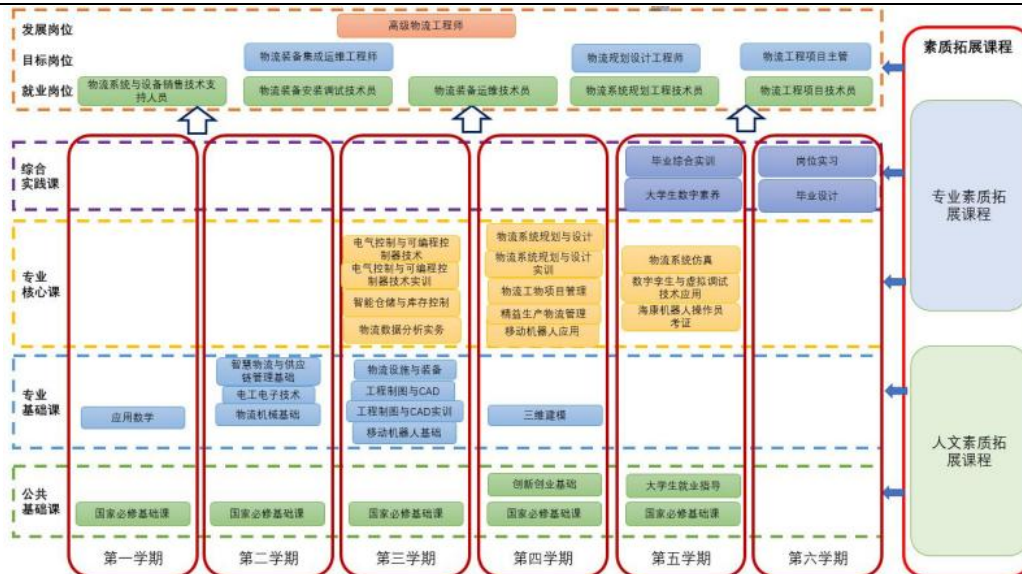 发展岗位
高级物流工程师
素质拓展课程
目标岗位
物流装备集成运维工程师
物流规划设计工程师
物流工程项目主管
就业岗位
物流系统与设备销售技术支
持人员
物流装备安装调试技术员
物流装备运维技术员
物流系统规划工程技术员
物流工程项目技术员
综合
实践课
毕业综合实训
岗位实习
大学生数字素养
毕业设计
专业素质拓
展课程
专业
核心课
电气控制与可编程控
制器技术
电气控制与可编程控
制器技术实训
智能仓储与库存控制
物流数据分析实务
物流系统规划与设计
物流系统规划与设计
实训
物流工物项目管理
精益生产物流管理
移动机器人应用
物流系统仿真
数字孪生与虚拟调试
技术应用
海康机器人操作员
考证
专业
基础课
应用数学
智慧物流与供应
链管理基础
电工电子技术
物流机械基础
物流设施与装备
工程制图与CAD
工程制图与CAD实训
移动机器人基础
三维建模
人文素质拓
展课程
公共
基础课
创新创业基础
大学生就业指导
国家必修基础课
国家必修基础课
国家必修基础课
国家必修基础课
国家必修基础课
第一学期
第二学期
第三学期
第四学期
第五学期
第六学期